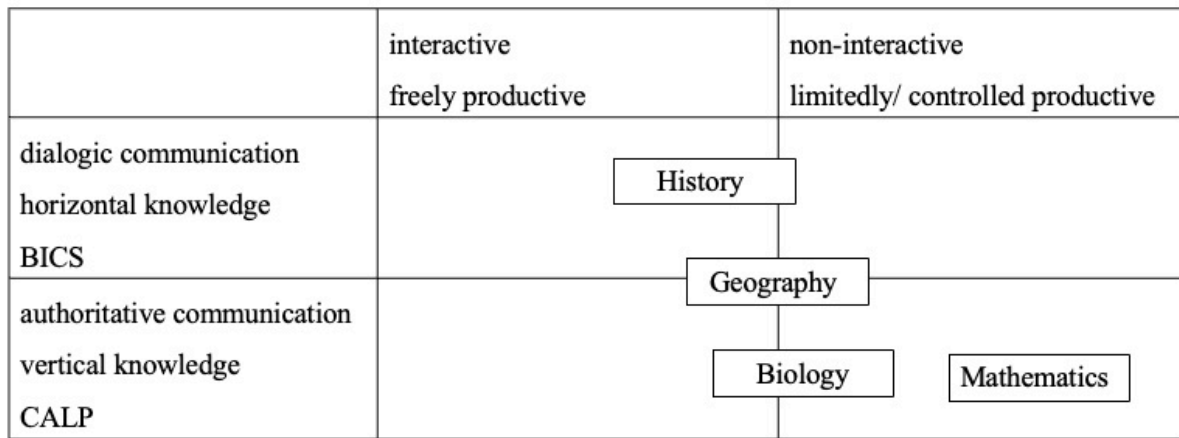 interactive
freely productive
non-interactive
limitedly/ controlled productive
dialogic communication
horizontal knowledge
BICS
History
Geography
authoritative communication
vertical knowledge
CALP
Biology
Mathematics